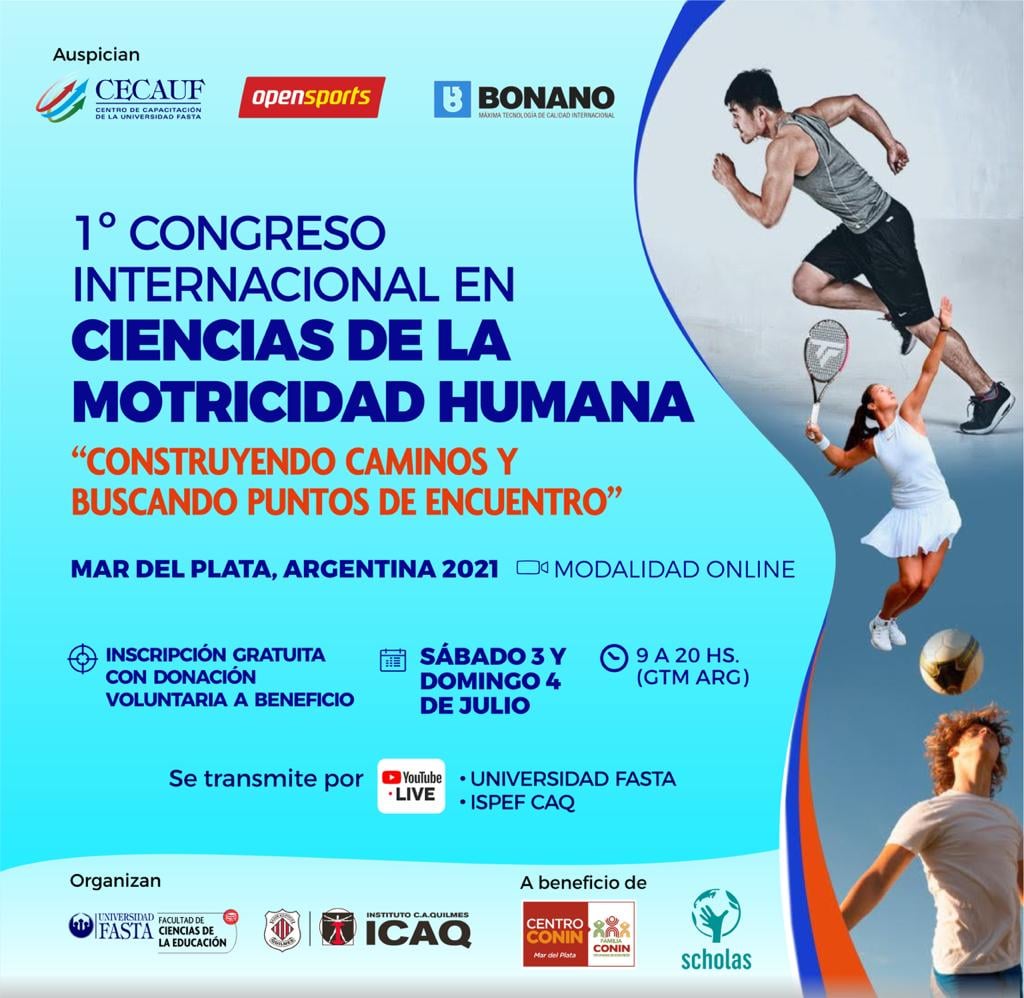 Auspician
CECAUF
CENTRO DE CAPACITACIÓN
DE LA UNIVERSIDAD FASTA
opensports
BONANO
MÁXIMA TECNOLOGÍA DE CALIDAD INTERNACIONAL
1º CONGRESO
INTERNACIONAL EN
CIENCIAS DE LA
MOTRICIDAD HUMANA
“CONSTRUYENDO CAMINOS Y
BUSCANDO PUNTOS DE ENCUENTRO”
MAR DEL PLATA, ARGENTINA 2021 MODALIDAD ONLINE
INSCRIPCIÓN GRATUITA
CON DONACIÓN
VOLUNTARIA A BENEFICIO
SÁBADO 3 Y
DOMINGO 4
DE JULIO
9 A 20 HS.
(GTM ARG)
Se transmite por
YouTube
• LIVE
• UNIVERSIDAD FASTA
• ISPEF CAQ
Organizan
UNIVERSIDAD
FASTA
FACULTAD DE
CIENCIAS DE
LA EDUCACIÓN
INSTITUTO C.A.QUILMES
ICAQ
A beneficio de
CENTRO
CONIN
Mar del Plata
FAMILIA
CONIN
scholas